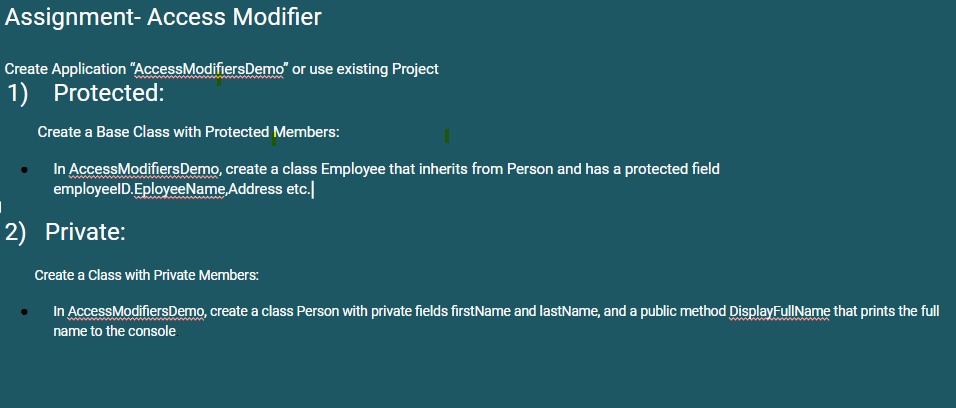 Assignment- Access Modifier
Create Application “AccessModifiersDemo” or use existing Project
1) Protected:
Create a Base Class with Protected Members:
● In AccessModifiersDemo, create a class Employee that inherits from Person and has a protected field
employeeID.EployeeName,Address etc.
2) Private:
Create a Class with Private Members:
● In AccessModifiersDemo, create a class Person with private fields firstName and lastName, and a public method DisplayFullName that prints the full
name to the console